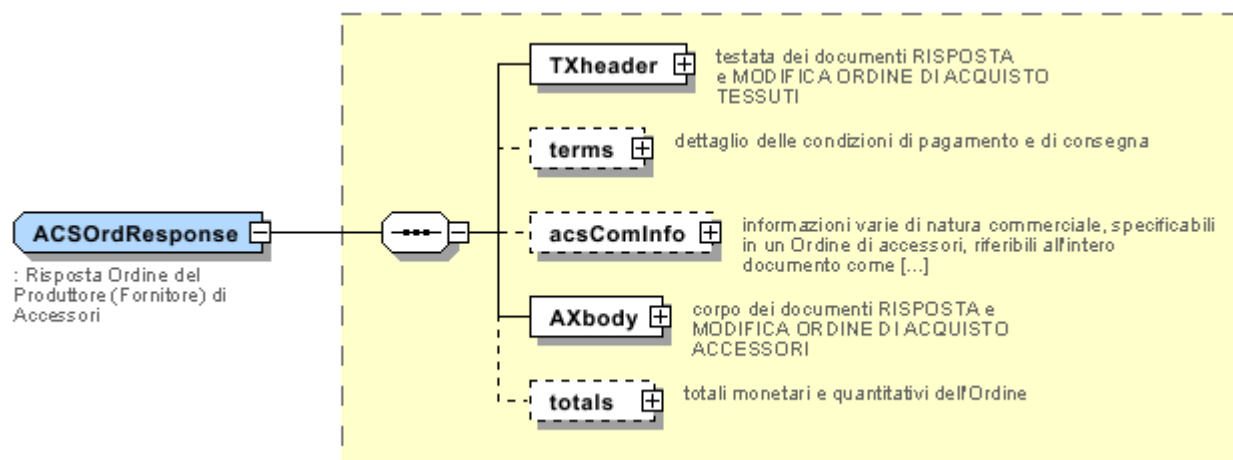 TXheader
testata dei documenti RISPOSTA
e MODIFICA ORDINE DI ACQUISTO
TESSUTI
terms
dettaglio delle condizioni di pagamento e di consegna
ACSOrdResponse
: Risposta Ordine del
Produttore (Fornitore) di
Accessori
acsComInfo
informazioni varie di natura commerciale, specificabili
in un Ordine di accessori, riferibili all'intero
documento come [...]
AXbody
corpo dei documenti RISPOSTA e
MODIFICA ORDINE DI ACQUISTO
ACCESSORI
totals
totali monetari e quantitativi dell'Ordine